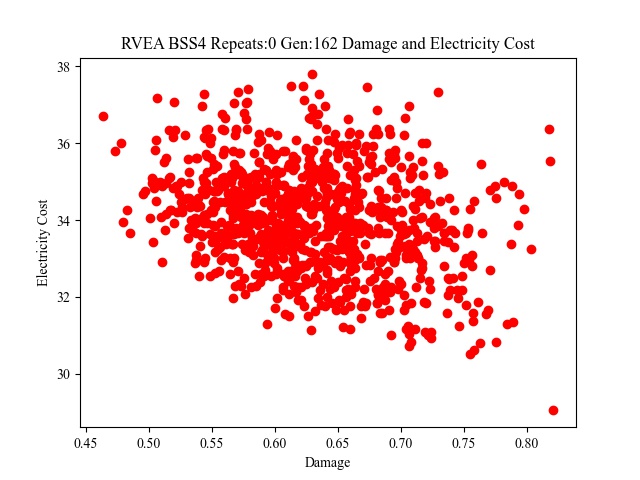 RVEA BSS4 Repeats:0 Gen:162 Damage and Electricity Cost
38
36
34
32
30
Electricity Cost
0.45 0.50 0.55 0.60 0.65 0.70 0.75 0.80
Damage